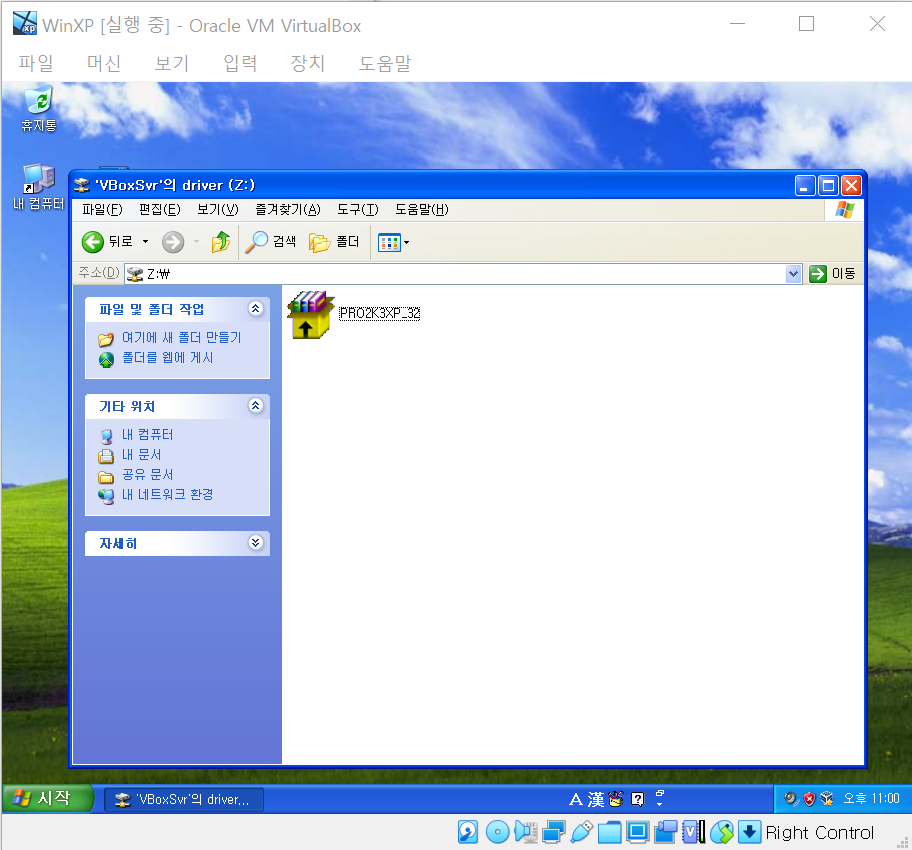 WinXP [실행 중] - Oracle VM VirtualBox
파일 머신 보기 입력 장치 도움말
휴지통
내 컴퓨터
'VBoxSvr'의 driver (Z:)
파일(F) 편집(E) 보기(V) 즐겨찾기(A) 도구(T) 도움말(H)
뒤로 검색 폴더
주소(D) Z:₩ 이동
파일 및 폴더 작업
여기에 새 폴더 만들기
폴더를 웹에 게시
기타 위치
내 컴퓨터
내 문서
공유 문서
내 네트워크 환경
자세히
PRO2K3XP_32
시작 'VBoxSvr'의 driver... A 漢 오후 11:00
Right Control